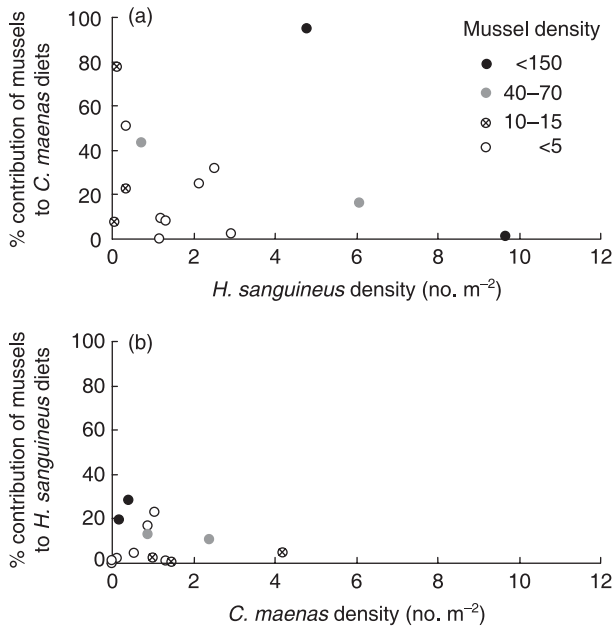 (a)
% contribution of mussels
to C. maenas diets
100
80
60
40
20
0
0 2 4 6 8 10 12
H. sanguineus density (no. m⁻²)
Mussel density
<150
40–70
10–15
<5
(b)
% contribution of mussels
to H. sanguineus diets
100
80
60
40
20
0
0 2 4 6 8 10 12
C. maenas density (no. m⁻²)